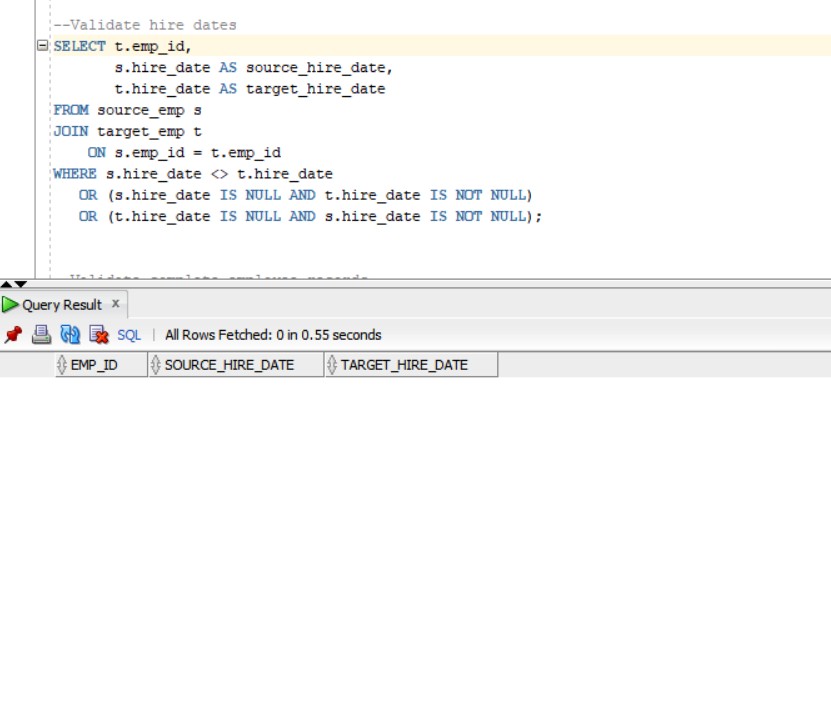 --Validate hire dates
SELECT t.emp_id,
s.hire_date AS source_hire_date,
t.hire_date AS target_hire_date
FROM source_emp s
JOIN target_emp t
ON s.emp_id = t.emp_id
WHERE s.hire_date <> t.hire_date
OR (s.hire_date IS NULL AND t.hire_date IS NOT NULL)
OR (t.hire_date IS NULL AND s.hire_date IS NOT NULL);
Query Result x
SQL | All Rows Fetched: 0 in 0.55 seconds
EMP_ID SOURCE_HIRE_DATE TARGET_HIRE_DATE